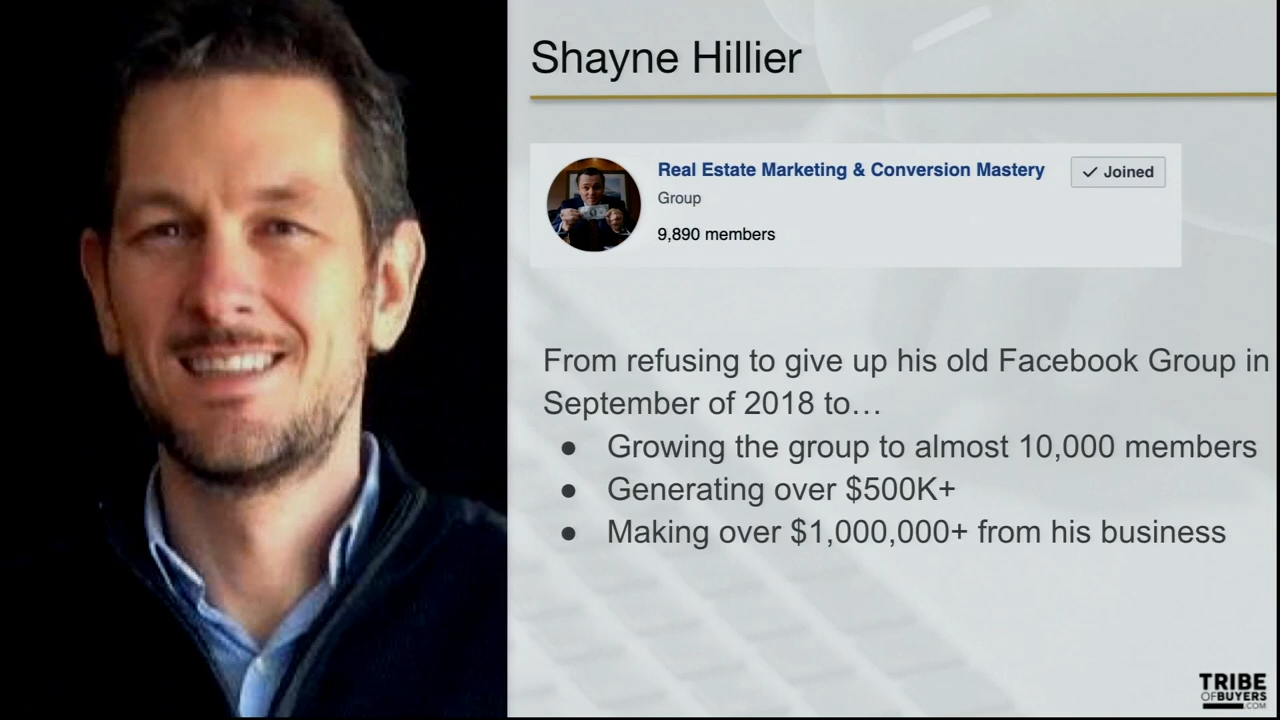 Shayne Hillier
Real Estate Marketing & Conversion Mastery
✓ Joined
Group
9,890 members
From refusing to give up his old Facebook Group in
September of 2018 to…
● Growing the group to almost 10,000 members
● Generating over $500K+
● Making over $1,000,000+ from his business
TRIBE
OFBUYERS
.COM